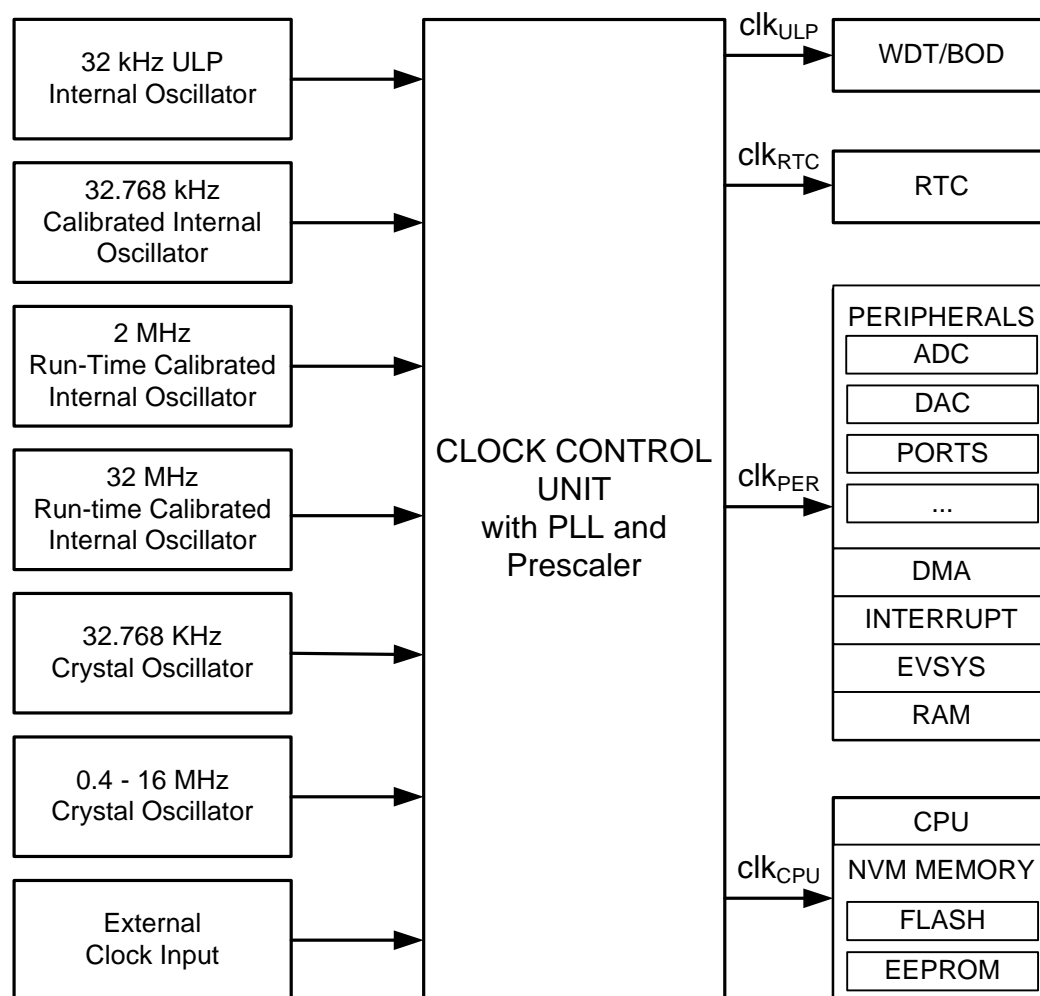 32 kHz ULP
Internal Oscillator
32.768 kHz
Calibrated Internal
Oscillator
2 MHz
Run-Time Calibrated
Internal Oscillator
32 MHz
Run-time Calibrated
Internal Oscillator
32.768 KHz
Crystal Oscillator
0.4 - 16 MHz
Crystal Oscillator
External
Clock Input
CLOCK CONTROL
UNIT
with PLL and
Prescaler
clkULP
WDT/BOD
clkRTC
RTC
clkPER
PERIPHERALS
ADC
DAC
PORTS
...
DMA
INTERRUPT
EVSYS
RAM
clkCPU
CPU
NVM MEMORY
FLASH
EEPROM